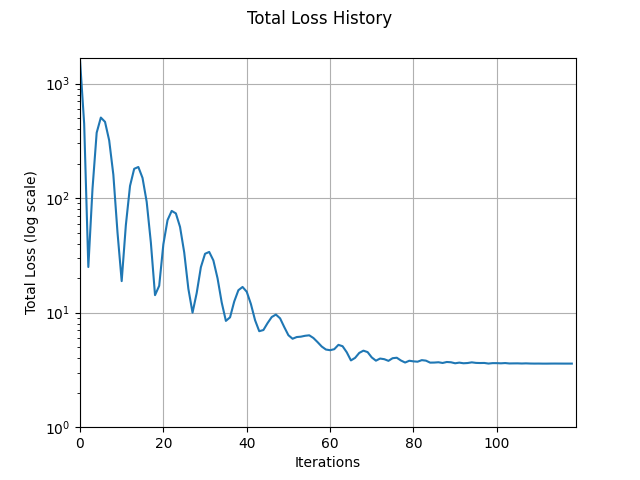 Total Loss History
Total Loss (log scale)
10³
10²
10¹
10⁰
0 20 40 60 80 100
Iterations